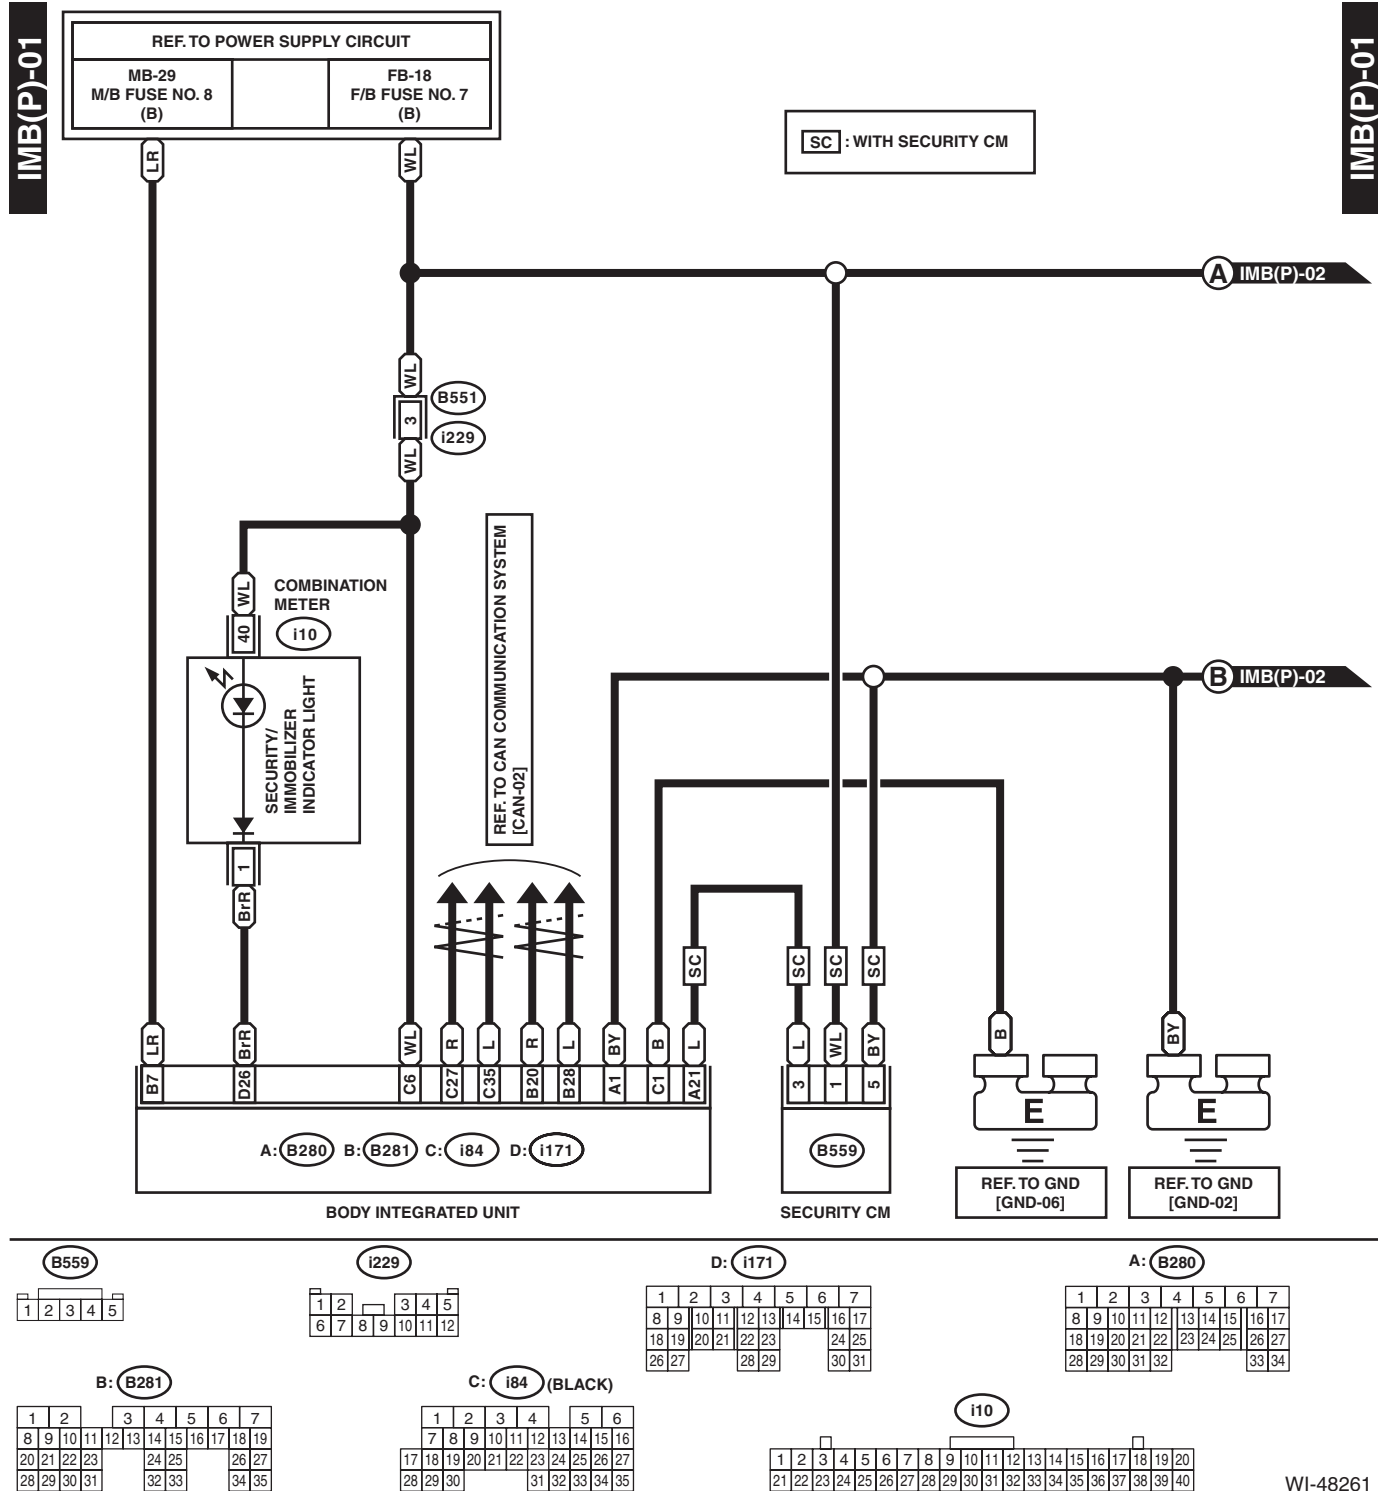 IMB(P)-01
IMB(P)-01
REF. TO POWER SUPPLY CIRCUIT
MB-29
M/B FUSE NO. 8
(B)
FB-18
F/B FUSE NO. 7
(B)
SC : WITH SECURITY CM
LR
WL
A IMB(P)-02
WL
B551
3
i229
WL
WL
COMBINATION
METER
40
i10
SECURITY/
IMMOBILIZER
INDICATOR LIGHT
1
BrR
REF. TO CAN COMMUNICATION SYSTEM
[CAN-02]
B IMB(P)-02
SC SC SC SC
B BY
LR BrR WL R L R L BY B L L WL BY
B7 D26 C6 C27 C35 B20 B28 A1 C1 A21 3 1 5
E E
A: B280 B: B281 C: i84 D: i171
B559
REF. TO GND
[GND-06]
REF. TO GND
[GND-02]
BODY INTEGRATED UNIT
SECURITY CM
B559
1 2 3 4 5
i229
1 2 3 4 5
6 7 8 9 10 11 12
D: i171
1 2 3 4 5 6 7
8 9 10 11 12 13 14 15 16 17
18 19 20 21 22 23 24 25
26 27 28 29 30 31
A: B280
1 2 3 4 5 6 7
8 9 10 11 12 13 14 15 16 17
18 19 20 21 22 23 24 25 26 27
28 29 30 31 32 33 34
B: B281
1 2 3 4 5 6 7
8 9 10 11 12 13 14 15 16 17 18 19
20 21 22 23 24 25 26 27
28 29 30 31 32 33 34 35
C: i84 (BLACK)
1 2 3 4 5 6
7 8 9 10 11 12 13 14 15 16
17 18 19 20 21 22 23 24 25 26 27
28 29 30 31 32 33 34 35
i10
1 2 3 4 5 6 7 8 9 10 11 12 13 14 15 16 17 18 19 20
21 22 23 24 25 26 27 28 29 30 31 32 33 34 35 36 37 38 39 40
WI-48261